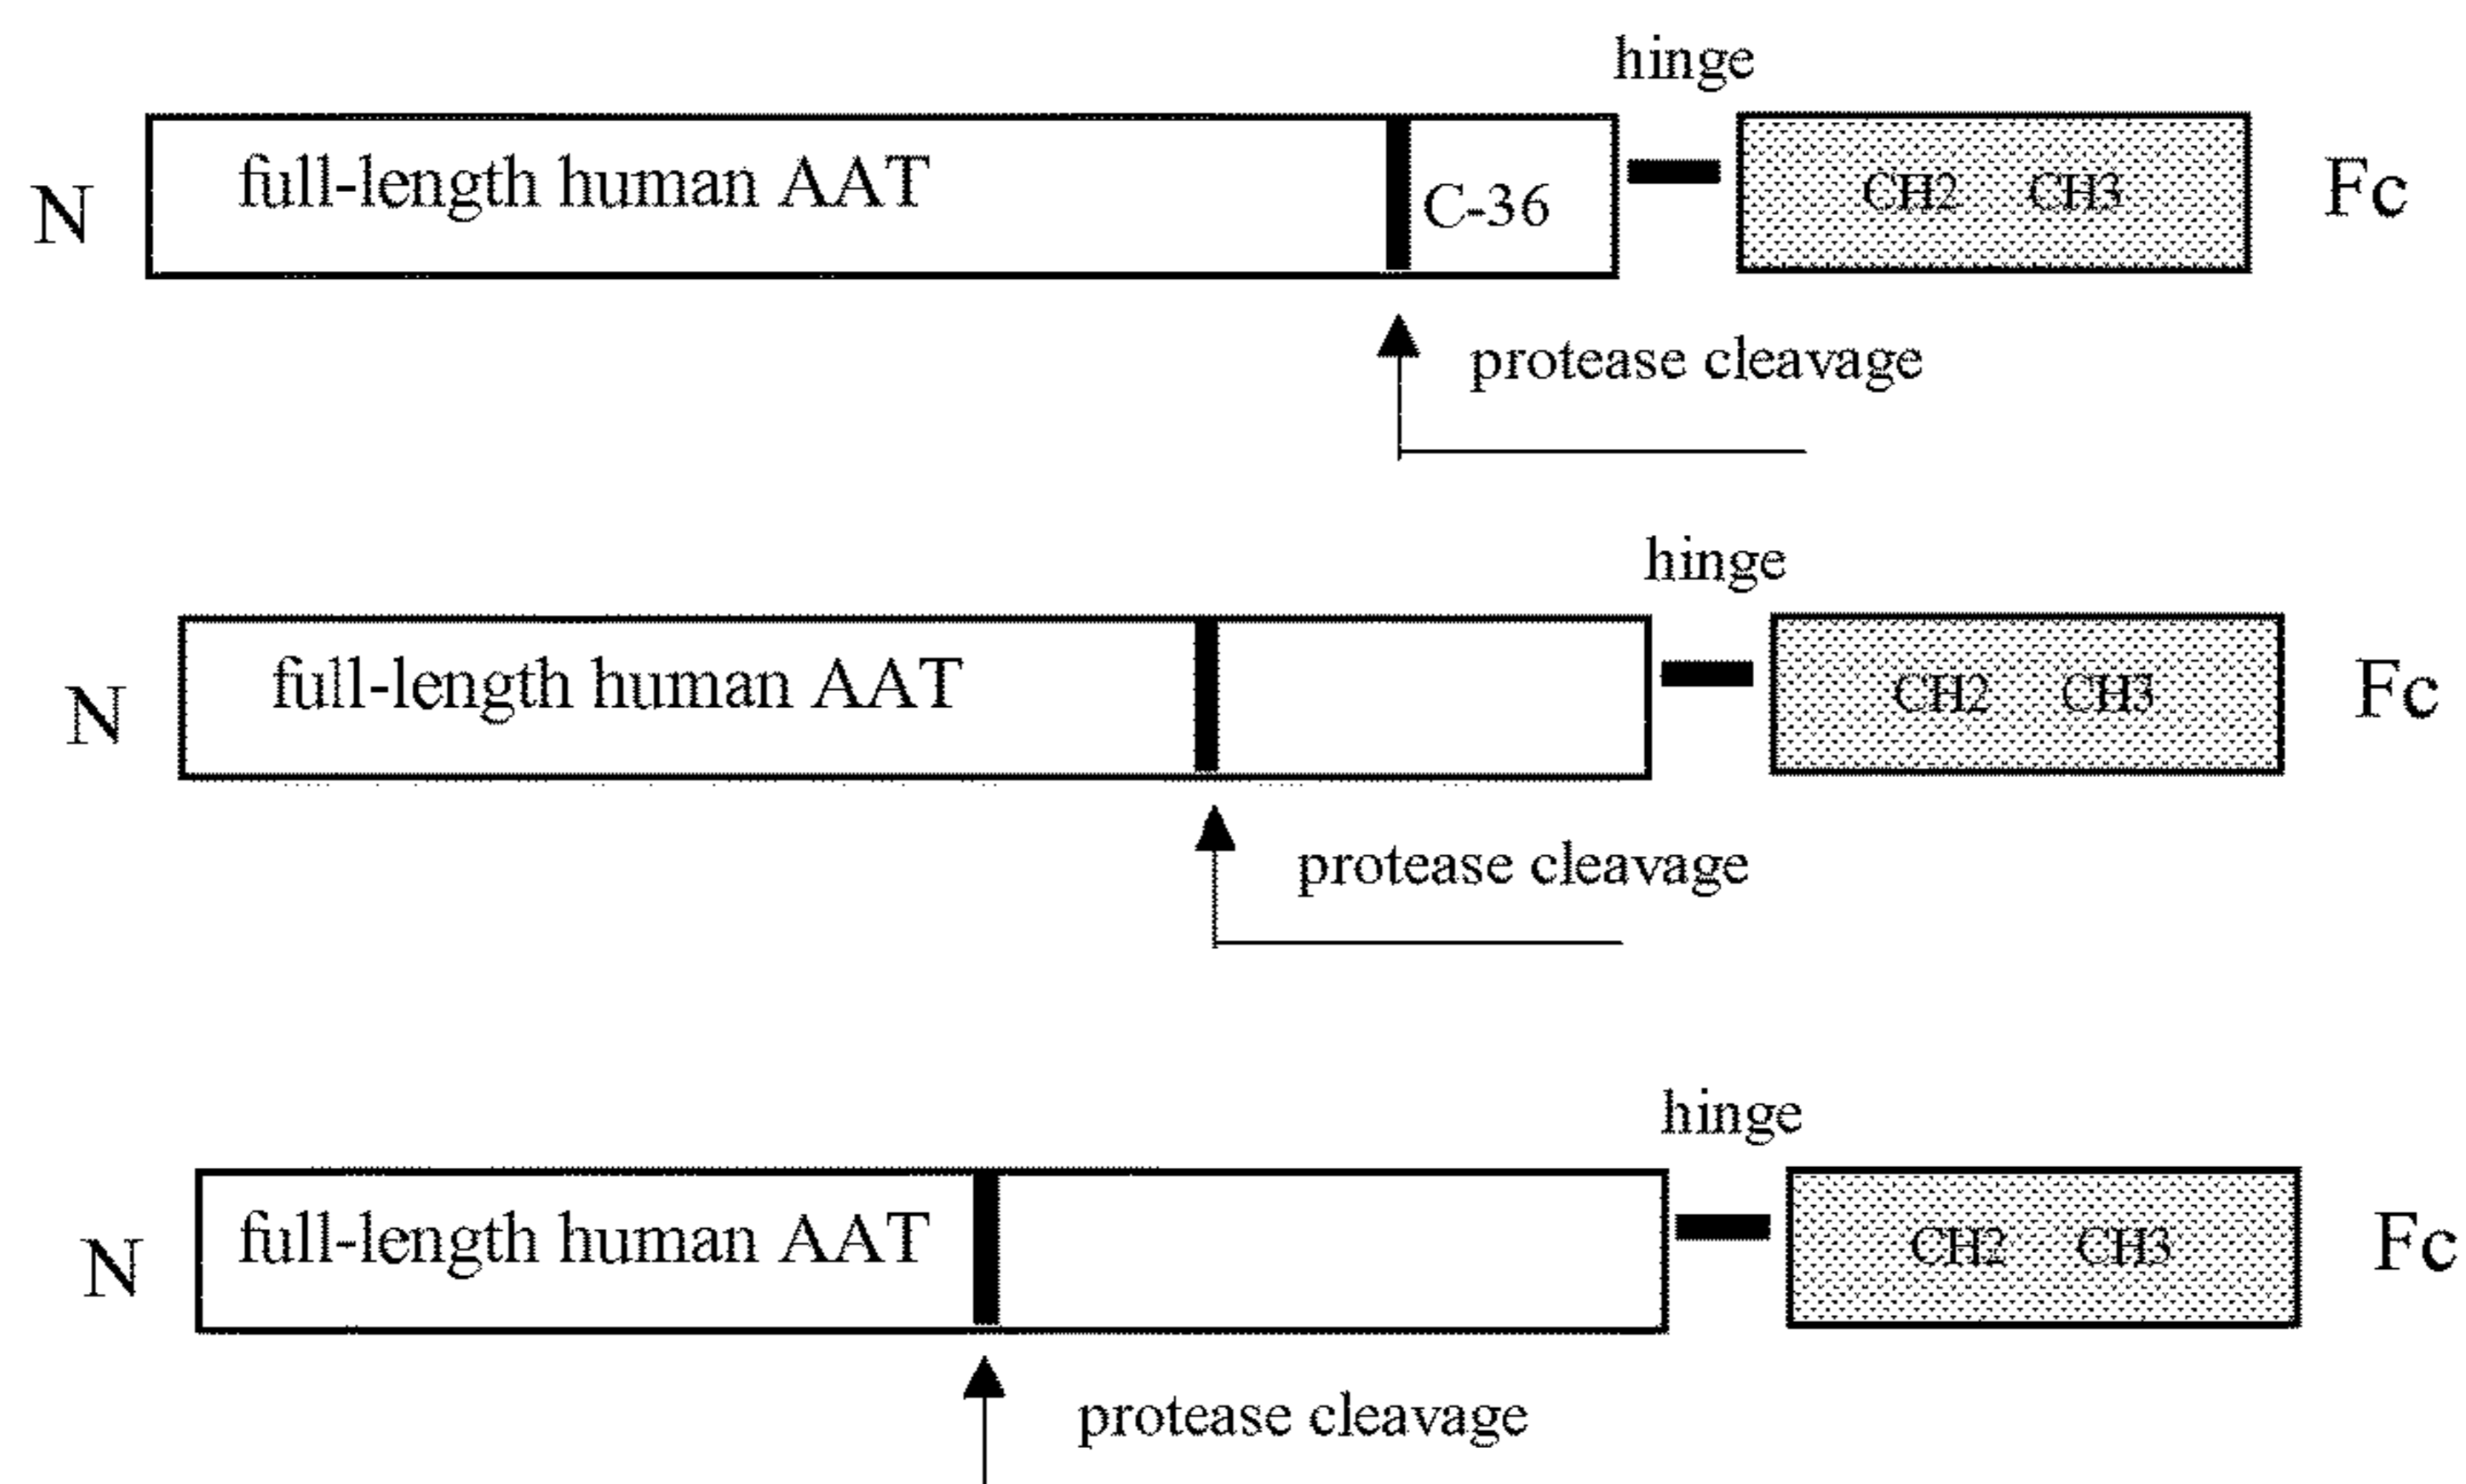 hinge
N full-length human AAT C-36 CH2 CH3 Fc
protease cleavage
hinge
N full-length human AAT CH2 CH3 Fc
protease cleavage
hinge
N full-length human AAT CH2 CH3 Fc
protease cleavage